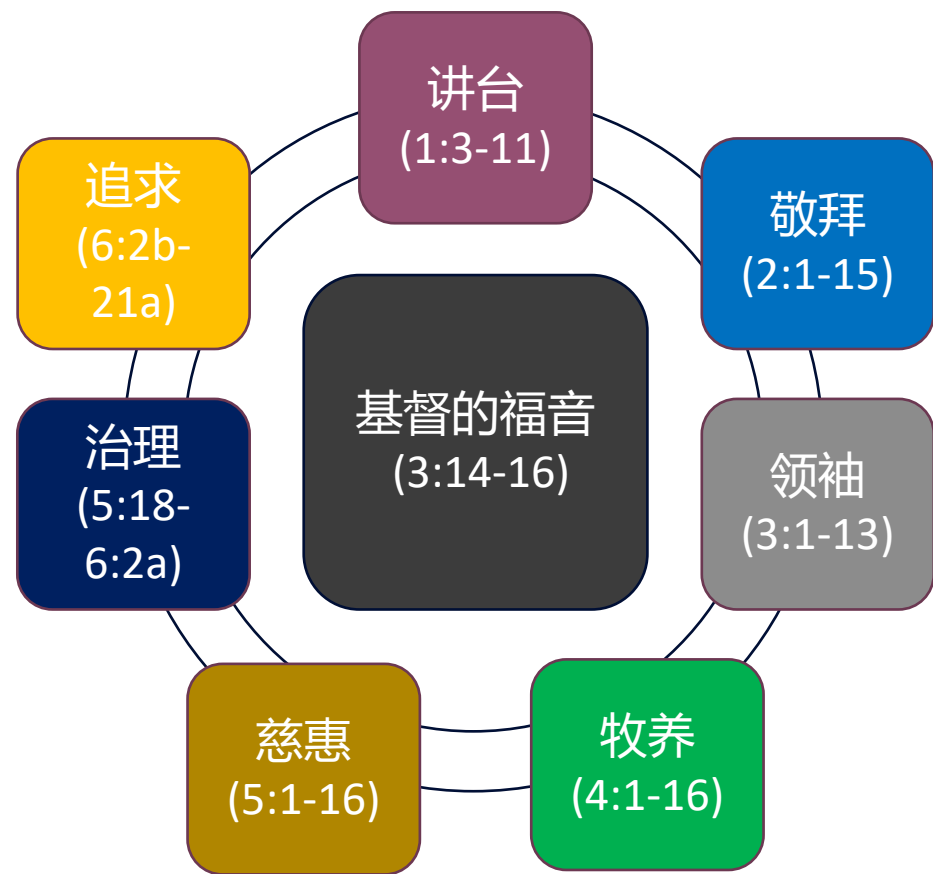 讲台
(1:3-11)
敬拜
(2:1-15)
领袖
(3:1-13)
牧养
(4:1-16)
慈惠
(5:1-16)
治理
(5:18-
6:2a)
追求
(6:2b-
21a)
基督的福音
(3:14-16)